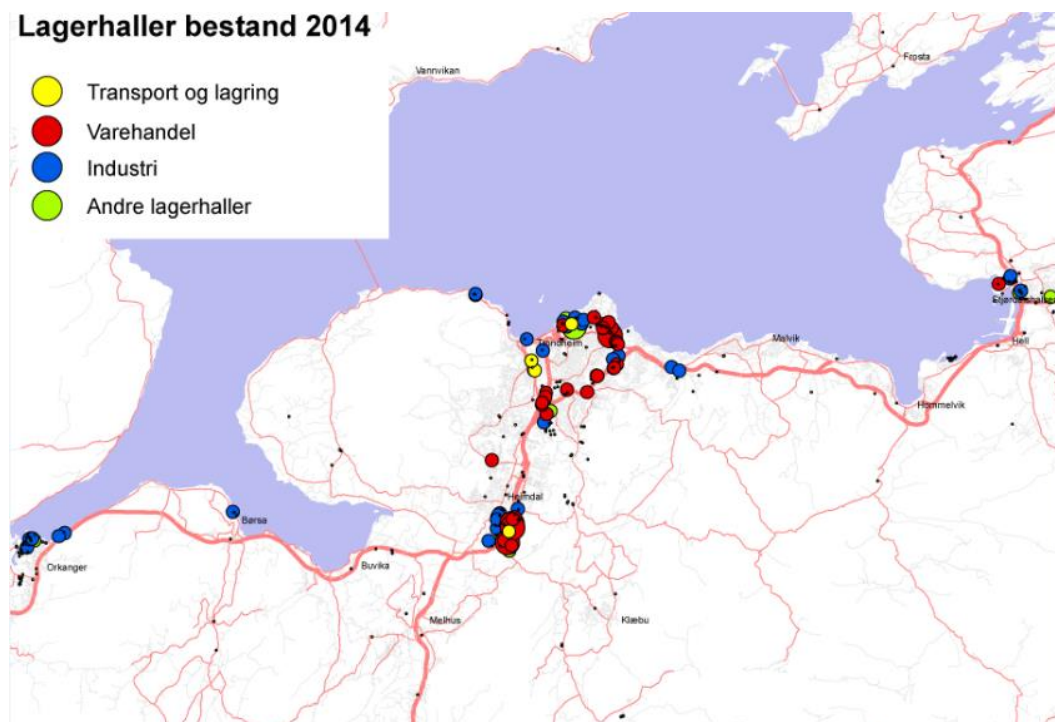 Lagerhaller bestand 2014
Transport og lagring
Varehandel
Industri
Andre lagerhaller
Vannvikan
Frosta
Trondheim
Malvik
Hell
Hommelvik
Heimdal
Børsa
Orkanger
Buvika
Melhus
Klæbu